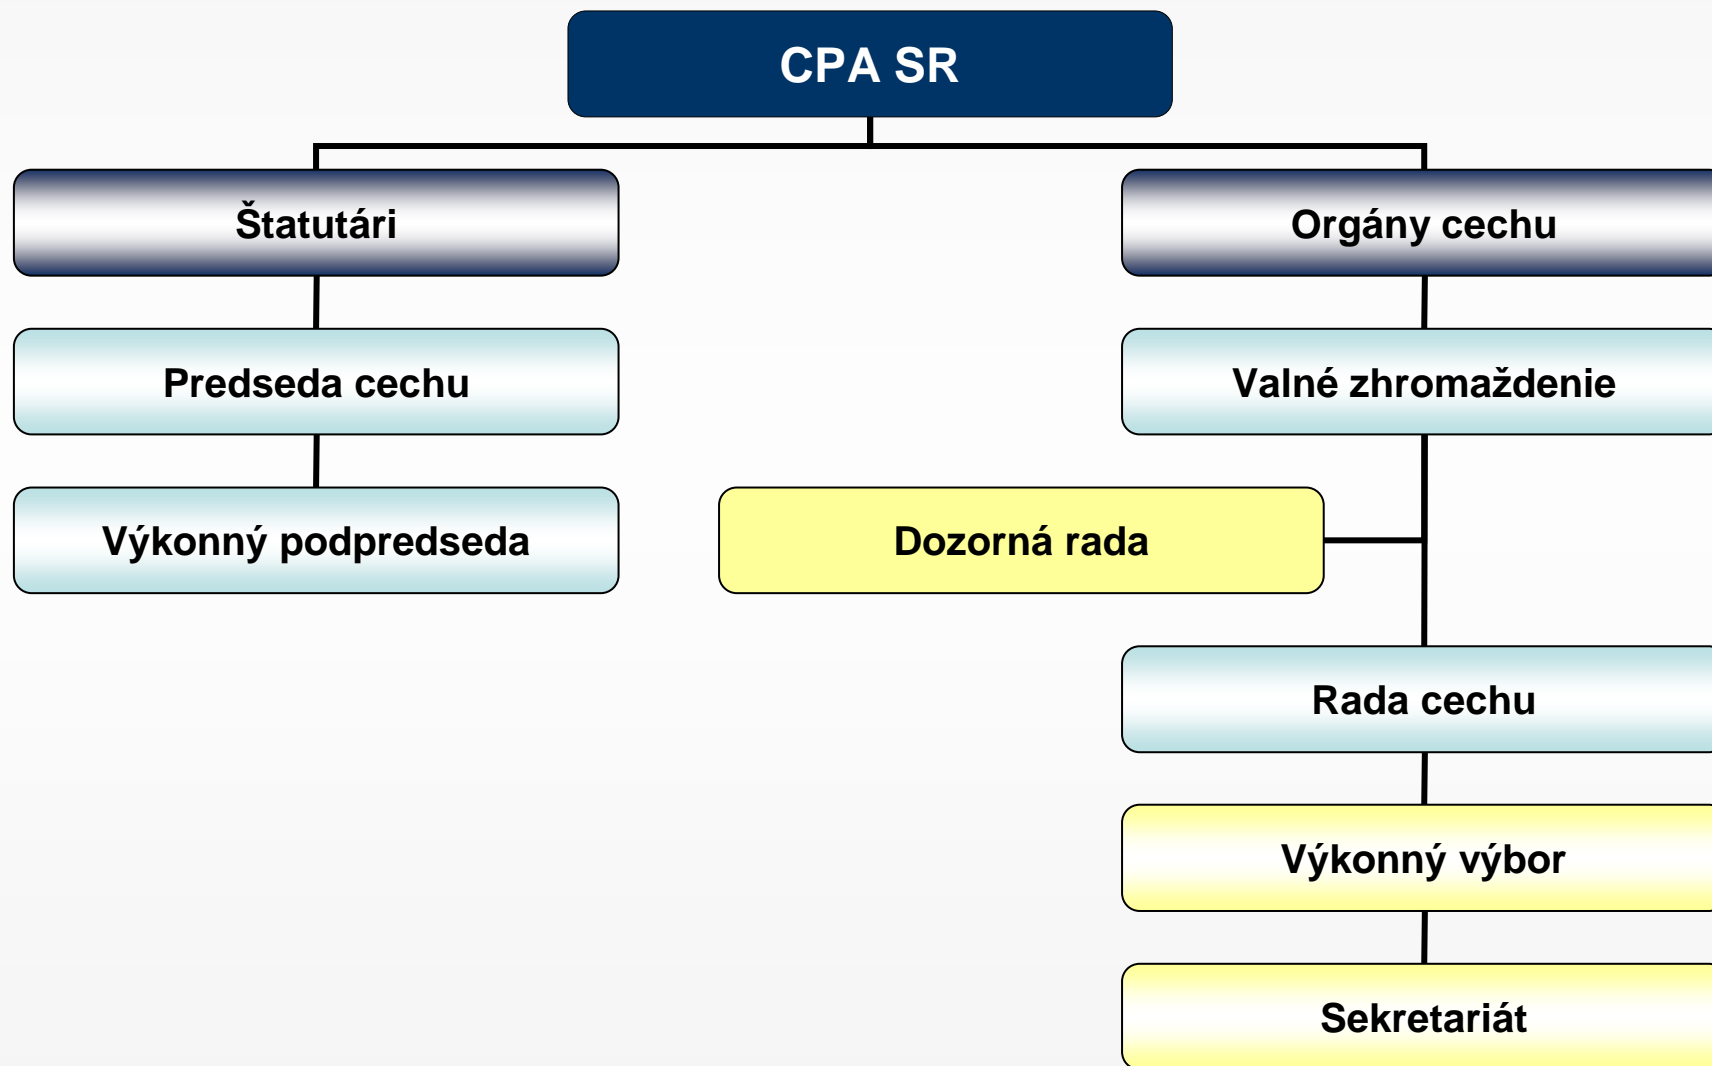 CPA SR
Štatutári
Orgány cechu
Predseda cechu
Valné zhromaždenie
Výkonný podpredseda
Dozorná rada
Rada cechu
Výkonný výbor
Sekretariát